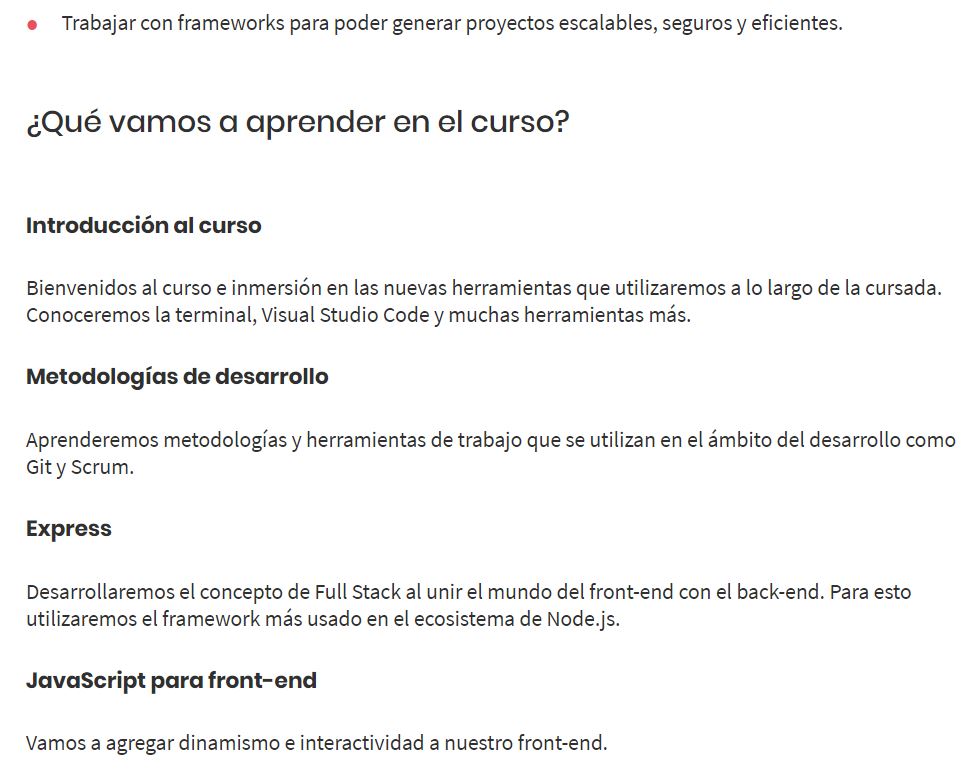 Trabajar con frameworks para poder generar proyectos escalables, seguros y eficientes.
¿Qué vamos a aprender en el curso?
Introducción al curso
Bienvenidos al curso e inmersión en las nuevas herramientas que utilizaremos a lo largo de la cursada.
Conoceremos la terminal, Visual Studio Code y muchas herramientas más.
Metodologías de desarrollo
Aprenderemos metodologías y herramientas de trabajo que se utilizan en el ámbito del desarrollo como
Git y Scrum.
Express
Desarrollaremos el concepto de Full Stack al unir el mundo del front-end con el back-end. Para esto
utilizaremos el framework más usado en el ecosistema de Node.js.
JavaScript para front-end
Vamos a agregar dinamismo e interactividad a nuestro front-end.